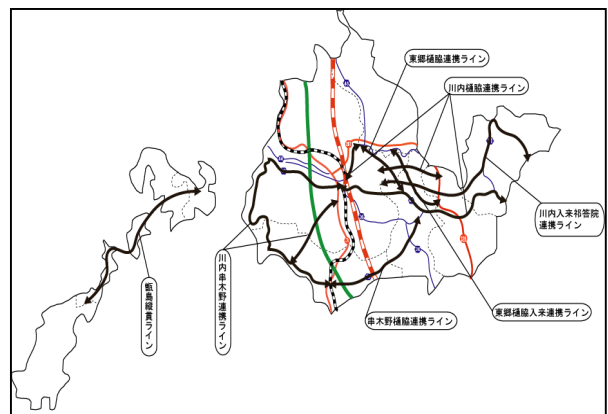 東郷樋脇連携ライン
川内樋脇連携ライン
川内入来祁答院
連携ライン
東郷樋脇入来連携ライン
串木野樋脇連携ライン
川内串木野連携ライン
甑島縦貫ライン